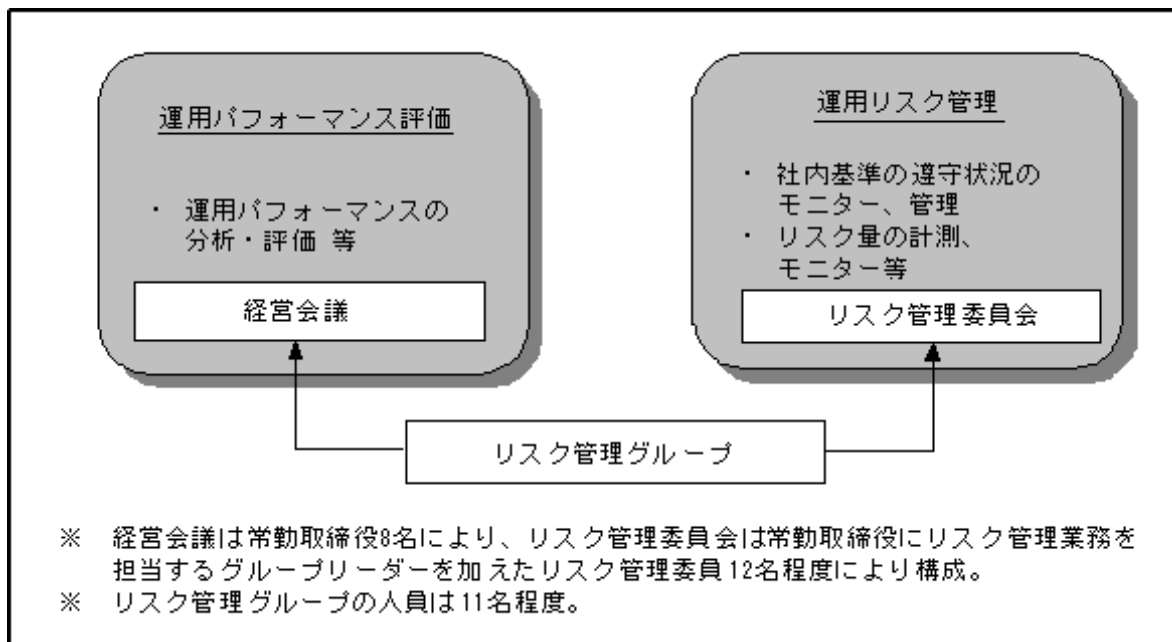 運用パフォーマンス評価
・ 運用パフォーマンスの
分析・評価 等
経営会議
運用リスク管理
・ 社内基準の遵守状況の
モニター、管理
・ リスク量の計測、
モニター等
リスク管理委員会
リスク管理グループ
※ 経営会議は常勤取締役8名により、リスク管理委員会は常勤取締役にリスク管理業務を
担当するグループリーダーを加えたリスク管理委員12名程度により構成。
※ リスク管理グループの人員は11名程度。